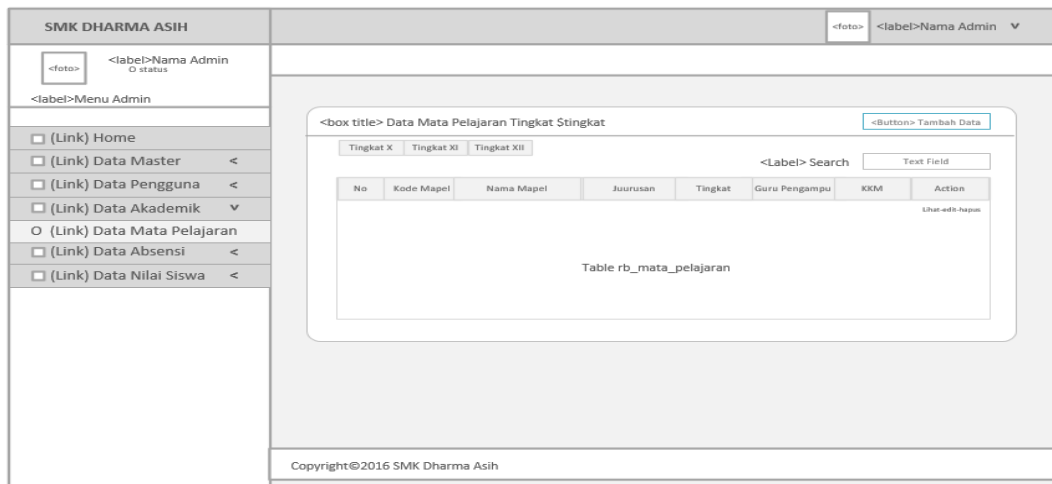 SMK DHARMA ASIH
<foto> <label>Nama Admin v
<foto> <label>Nama Admin
O status
<label>Menu Admin
(Link) Home
(Link) Data Master <
(Link) Data Pengguna <
(Link) Data Akademik v
O (Link) Data Mata Pelajaran
(Link) Data Absensi <
(Link) Data Nilai Siswa <
<box title> Data Mata Pelajaran Tingkat $tingkat <Button> Tambah Data
Tingkat X Tingkat XI Tingkat XII
<Label> Search Text Field
No Kode Mapel Nama Mapel Juurusan Tingkat Guru Pengampu KKM Action
Lihat-edit-hapus
Table rb_mata_pelajaran
Copyright©2016 SMK Dharma Asih